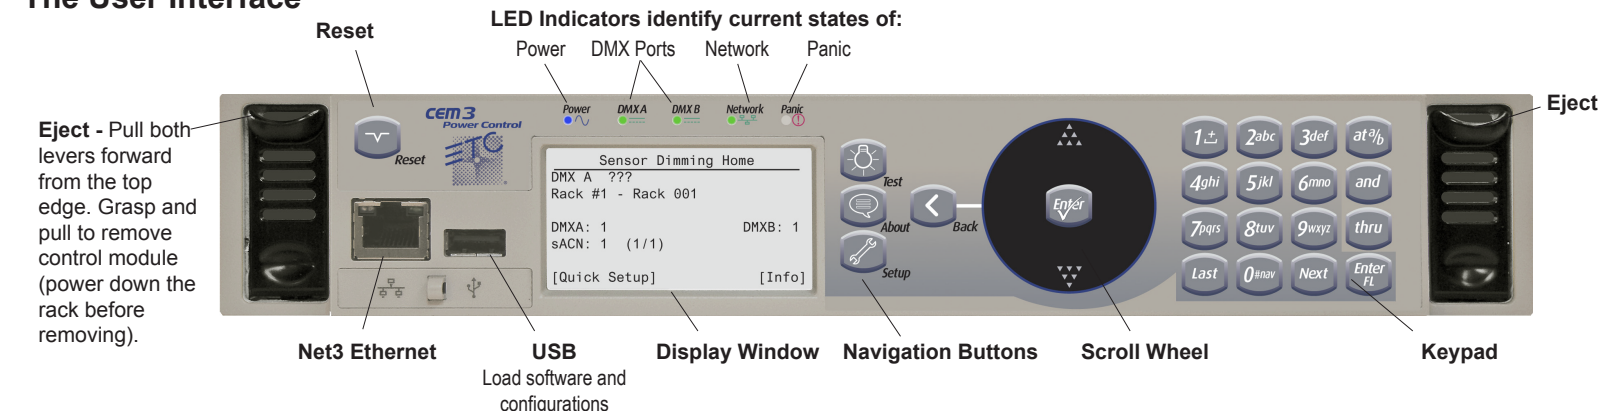 The User Interface
Reset
LED Indicators identify current states of:
Power DMX Ports Network Panic
Eject - Pull both
levers forward
from the top
edge. Grasp and
pull to remove
control module
(power down the
rack before
removing).
Eject
Reset
cem3
Power Control
ETC
Power DMX A DMX B Network Panic
Sensor Dimming Home
DMX A ???
Rack #1 - Rack 001
DMXA: 1 DMXB: 1
sACN: 1 (1/1)
[Quick Setup] [Info]
Test
About
Setup
Back
Enter
1 2abc 3def at %
4ghi 5jkl 6mno and
7pqrs 8tuv 9wxyz thru
Last 0#nav Next Enter
FL
Net3 Ethernet
USB
Load software and
configurations
Display Window
Navigation Buttons
Scroll Wheel
Keypad